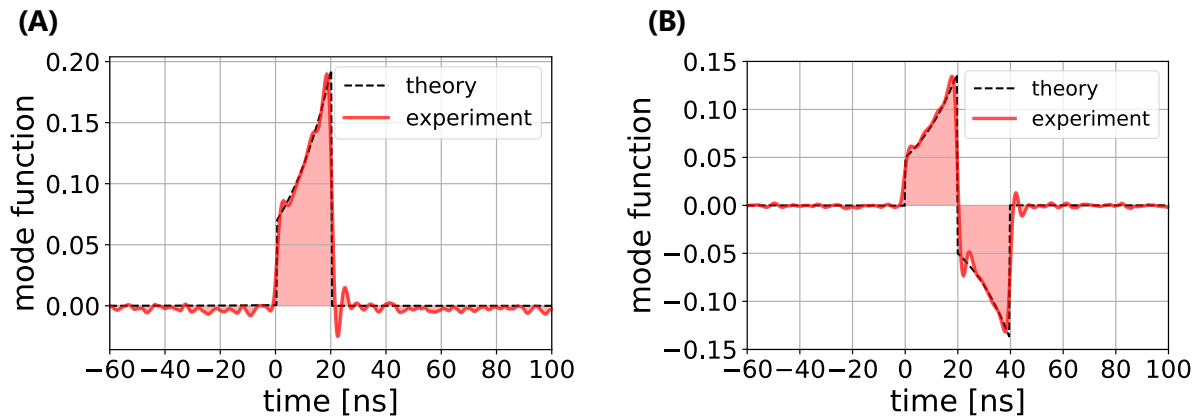 (A)
0.20
0.15
0.10
0.05
0.00
mode function
theory
experiment
−60 −40 −20 0 20 40 60 80 100
time [ns]
(B)
0.15
0.10
0.05
0.00
−0.05
−0.10
−0.15
mode function
theory
experiment
−60 −40 −20 0 20 40 60 80 100
time [ns]